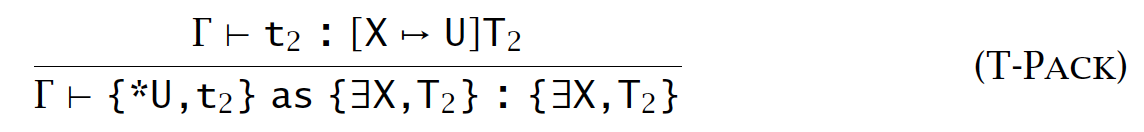 Γ ⊢ t₂ : [X ↦ U]T₂
Γ ⊢ {*U,t₂} as {∃X,T₂} : {∃X,T₂}
(T-PACK)